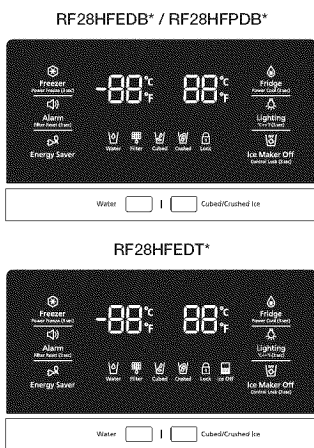 RF28HFEDB* / RF28HFPDB*
Freezer
Power Freeze (3 sec)
Alarm
Filter Reset (3 sec)
Energy Saver
-88 °C °F
88 °C °F
Water Filter Cubed Crushed Lock
Fridge
Power Cool (3 sec)
Lighting
°C↔°F (3 sec)
Ice Maker Off
Control Lock (3 sec)
Water
Cubed/Crushed Ice
RF28HFEDT*
Freezer
Power Freeze (3 sec)
Alarm
Filter Reset (3 sec)
Energy Saver
-88 °C °F
88 °C °F
Water Filter Cubed Crushed Lock Ice Off
Fridge
Power Cool (3 sec)
Lighting
°C↔°F (3 sec)
Ice Maker Off
Control Lock (3 sec)
Water
Cubed/Crushed Ice